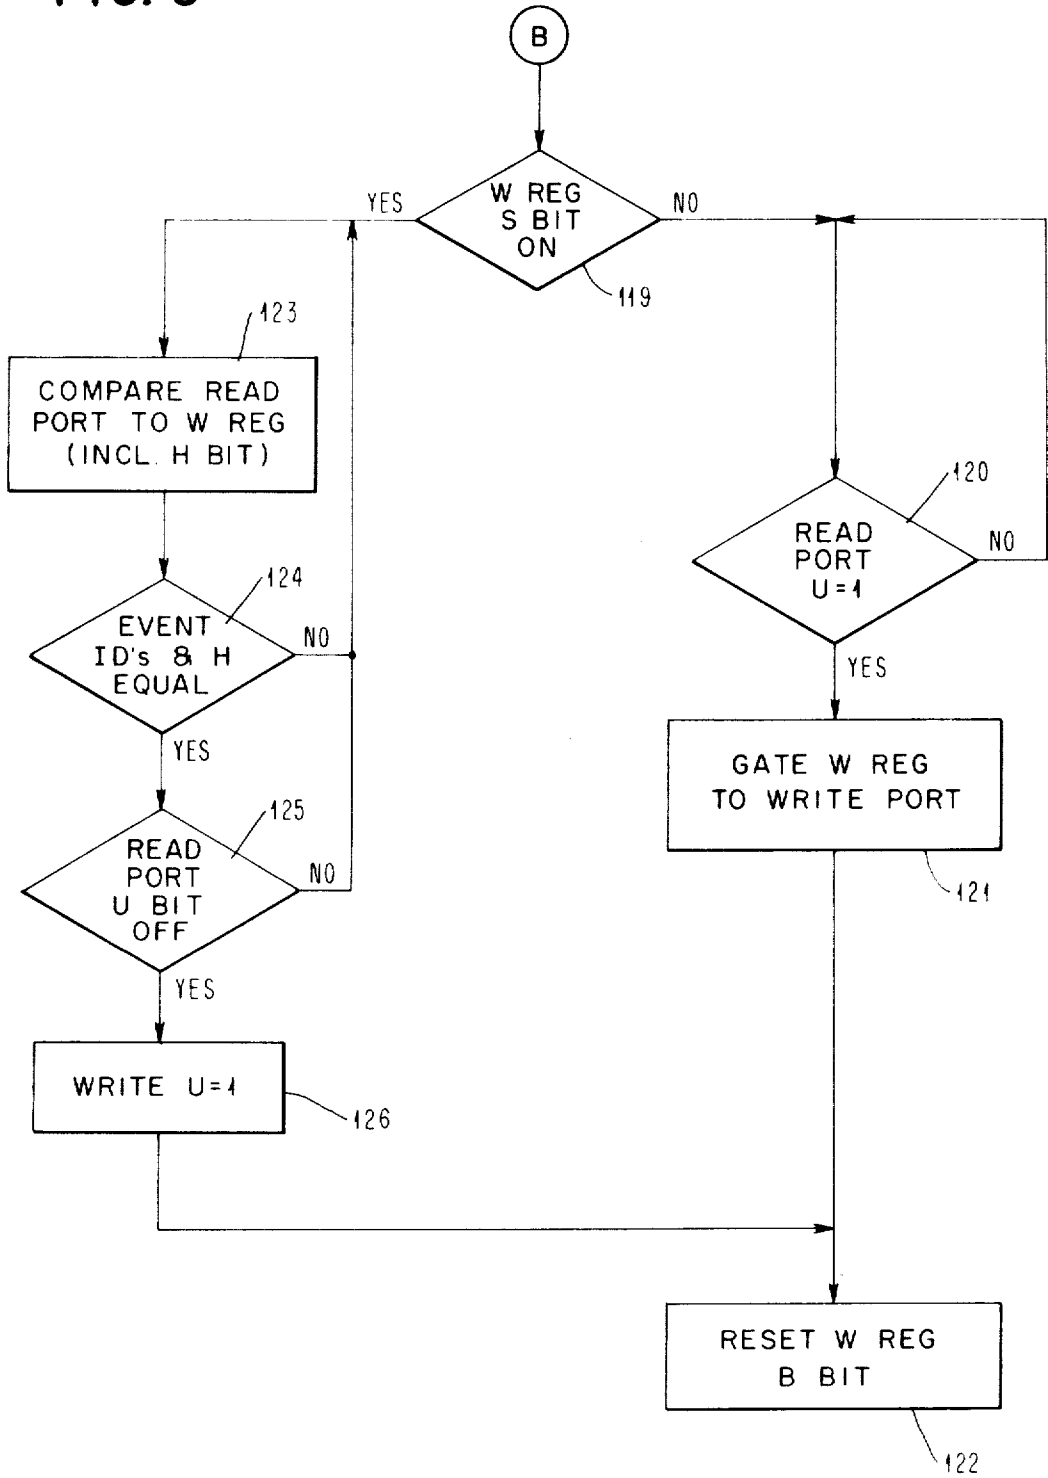 B
W REG
S BIT
ON
YES
NO
119
123
COMPARE READ
PORT TO W REG
(INCL. H BIT)
124
EVENT
ID's & H
EQUAL
NO
YES
125
READ
PORT
U BIT
OFF
NO
YES
WRITE U=1
126
120
READ
PORT
U=1
NO
YES
GATE W REG
TO WRITE PORT
121
RESET W REG
B BIT
122